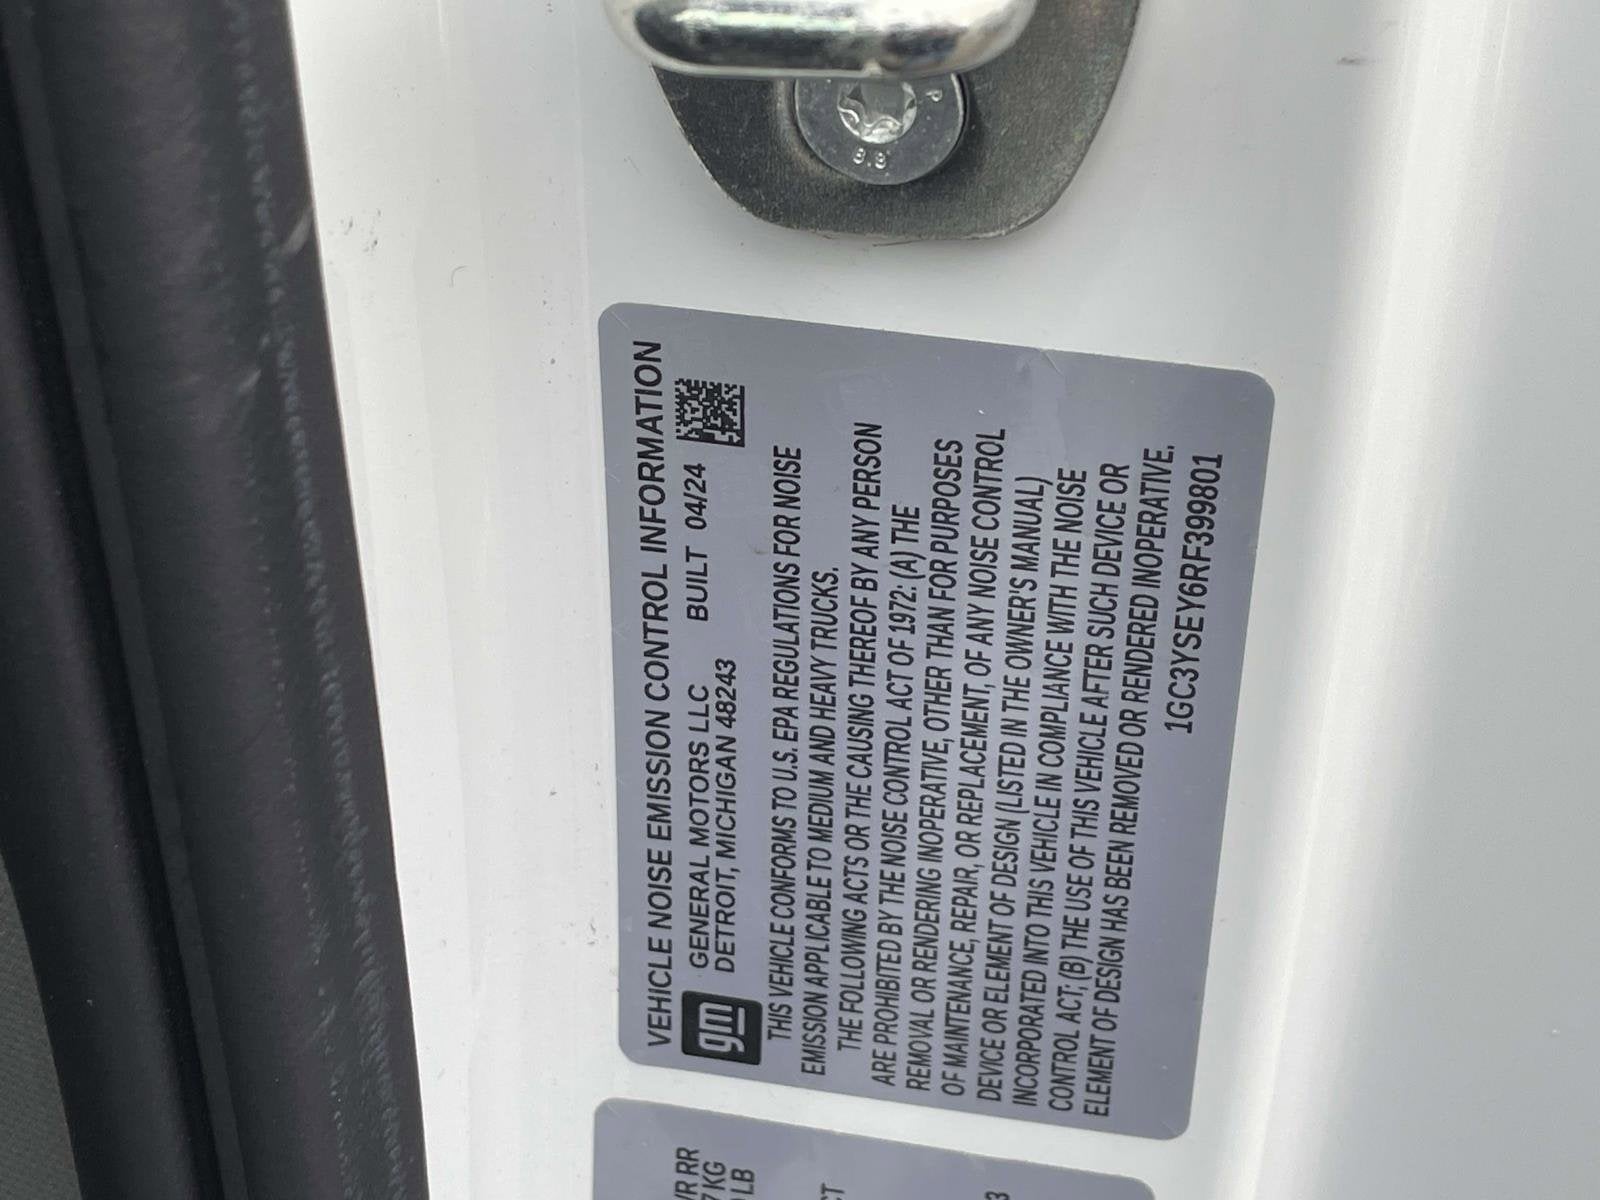 P
8.8
VEHICLE NOISE EMISSION CONTROL INFORMATION
gm
GENERAL MOTORS LLC BUILT 04/24
DETROIT, MICHIGAN 48243
THIS VEHICLE CONFORMS TO U.S. EPA REGULATIONS FOR NOISE
EMISSION APPLICABLE TO MEDIUM AND HEAVY TRUCKS.
THE FOLLOWING ACTS OR THE CAUSING THEREOF BY ANY PERSON
ARE PROHIBITED BY THE NOISE CONTROL ACT OF 1972: (A) THE
REMOVAL OR RENDERING INOPERATIVE, OTHER THAN FOR PURPOSES
OF MAINTENANCE, REPAIR, OR REPLACEMENT, OF ANY NOISE CONTROL
DEVICE OR ELEMENT OF DESIGN (LISTED IN THE OWNER'S MANUAL)
INCORPORATED INTO THIS VEHICLE IN COMPLIANCE WITH THE NOISE
CONTROL ACT; (B) THE USE OF THIS VEHICLE AFTER SUCH DEVICE OR
ELEMENT OF DESIGN HAS BEEN REMOVED OR RENDERED INOPERATIVE.
1GC3YSEY6RF399801
RR
KG
LB